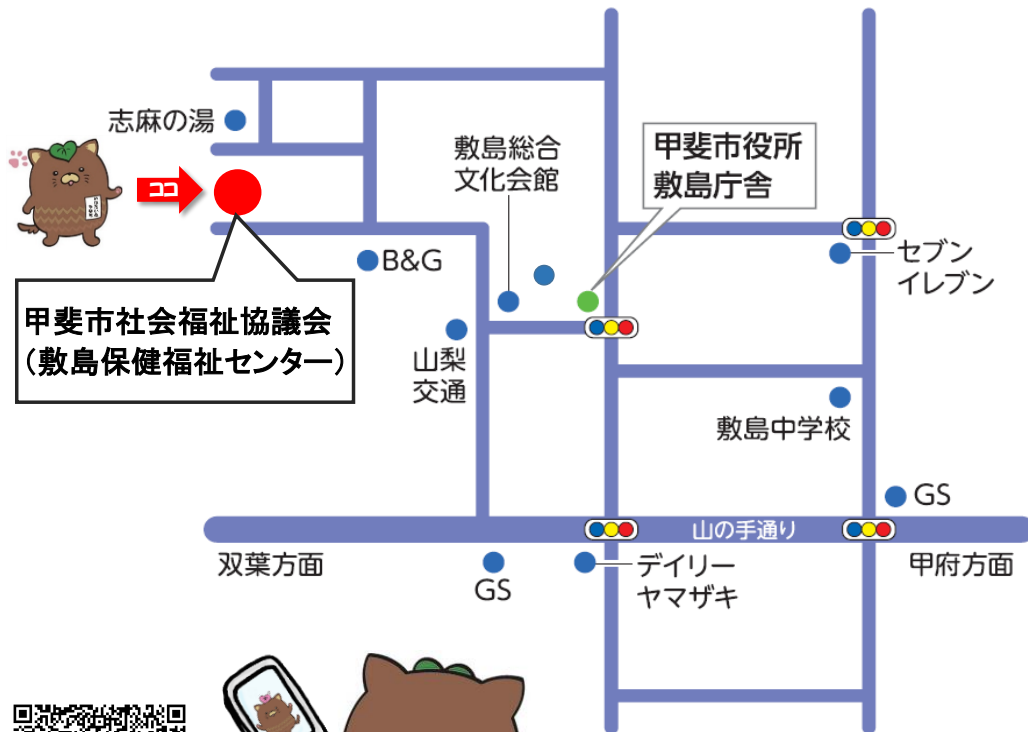 志麻の湯
ココ
敷島総合
文化会館
甲斐市役所
敷島庁舎
B&G
セブン
イレブン
甲斐市社会福祉協議会
(敷島保健福祉センター)
山梨
交通
敷島中学校
GS
山の手通り
双葉方面
GS
デイリー
ヤマザキ
甲府方面